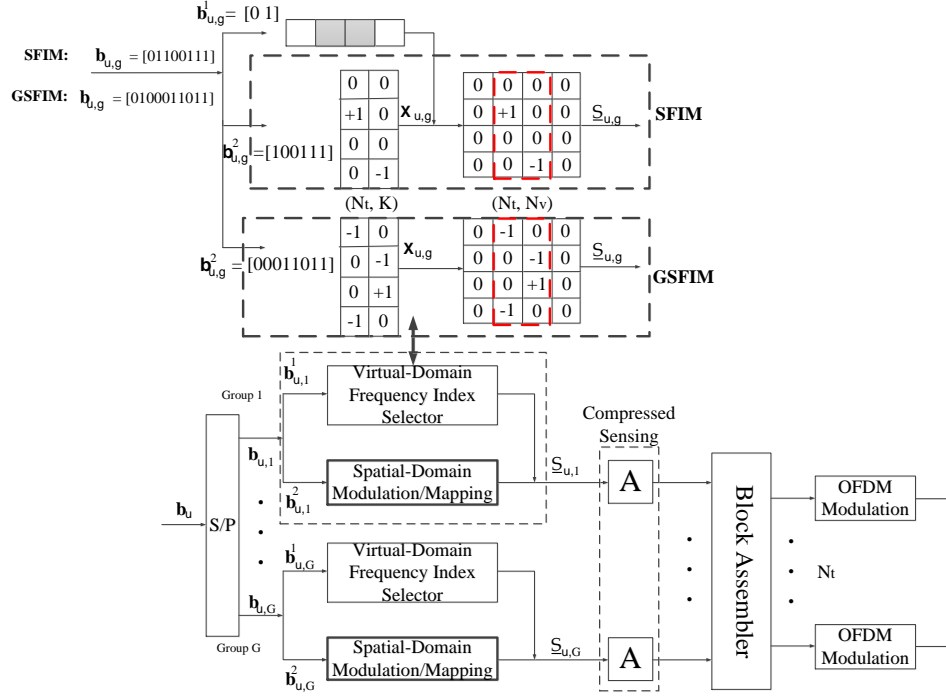 b¹u,g = [0 1]
SFIM: bu,g = [01100111]
GSFIM: bu,g = [0100011011]
0 0
+1 0
0 0
0 -1
Xu,g
0 0 0 0
0 +1 0 0
0 0 0 0
0 0 -1 0
S̲u,g
SFIM
b²u,g = [100111]
(Nt, K)
(Nt, Nv)
-1 0
0 -1
0 +1
-1 0
Xu,g
0 -1 0 0
0 0 -1 0
0 0 +1 0
0 -1 0 0
S̲u,g
GSFIM
b²u,g = [00011011]
Group 1
b¹u,1
Virtual-Domain
Frequency Index
Selector
Compressed
Sensing
bu,1
S̲u,1
b²u,1
Spatial-Domain
Modulation/Mapping
A
OFDM
Modulation
bu
S/P
Block Assembler
Nt
b¹u,G
Virtual-Domain
Frequency Index
Selector
bu,G
S̲u,G
Group G
b²u,G
Spatial-Domain
Modulation/Mapping
A
OFDM
Modulation